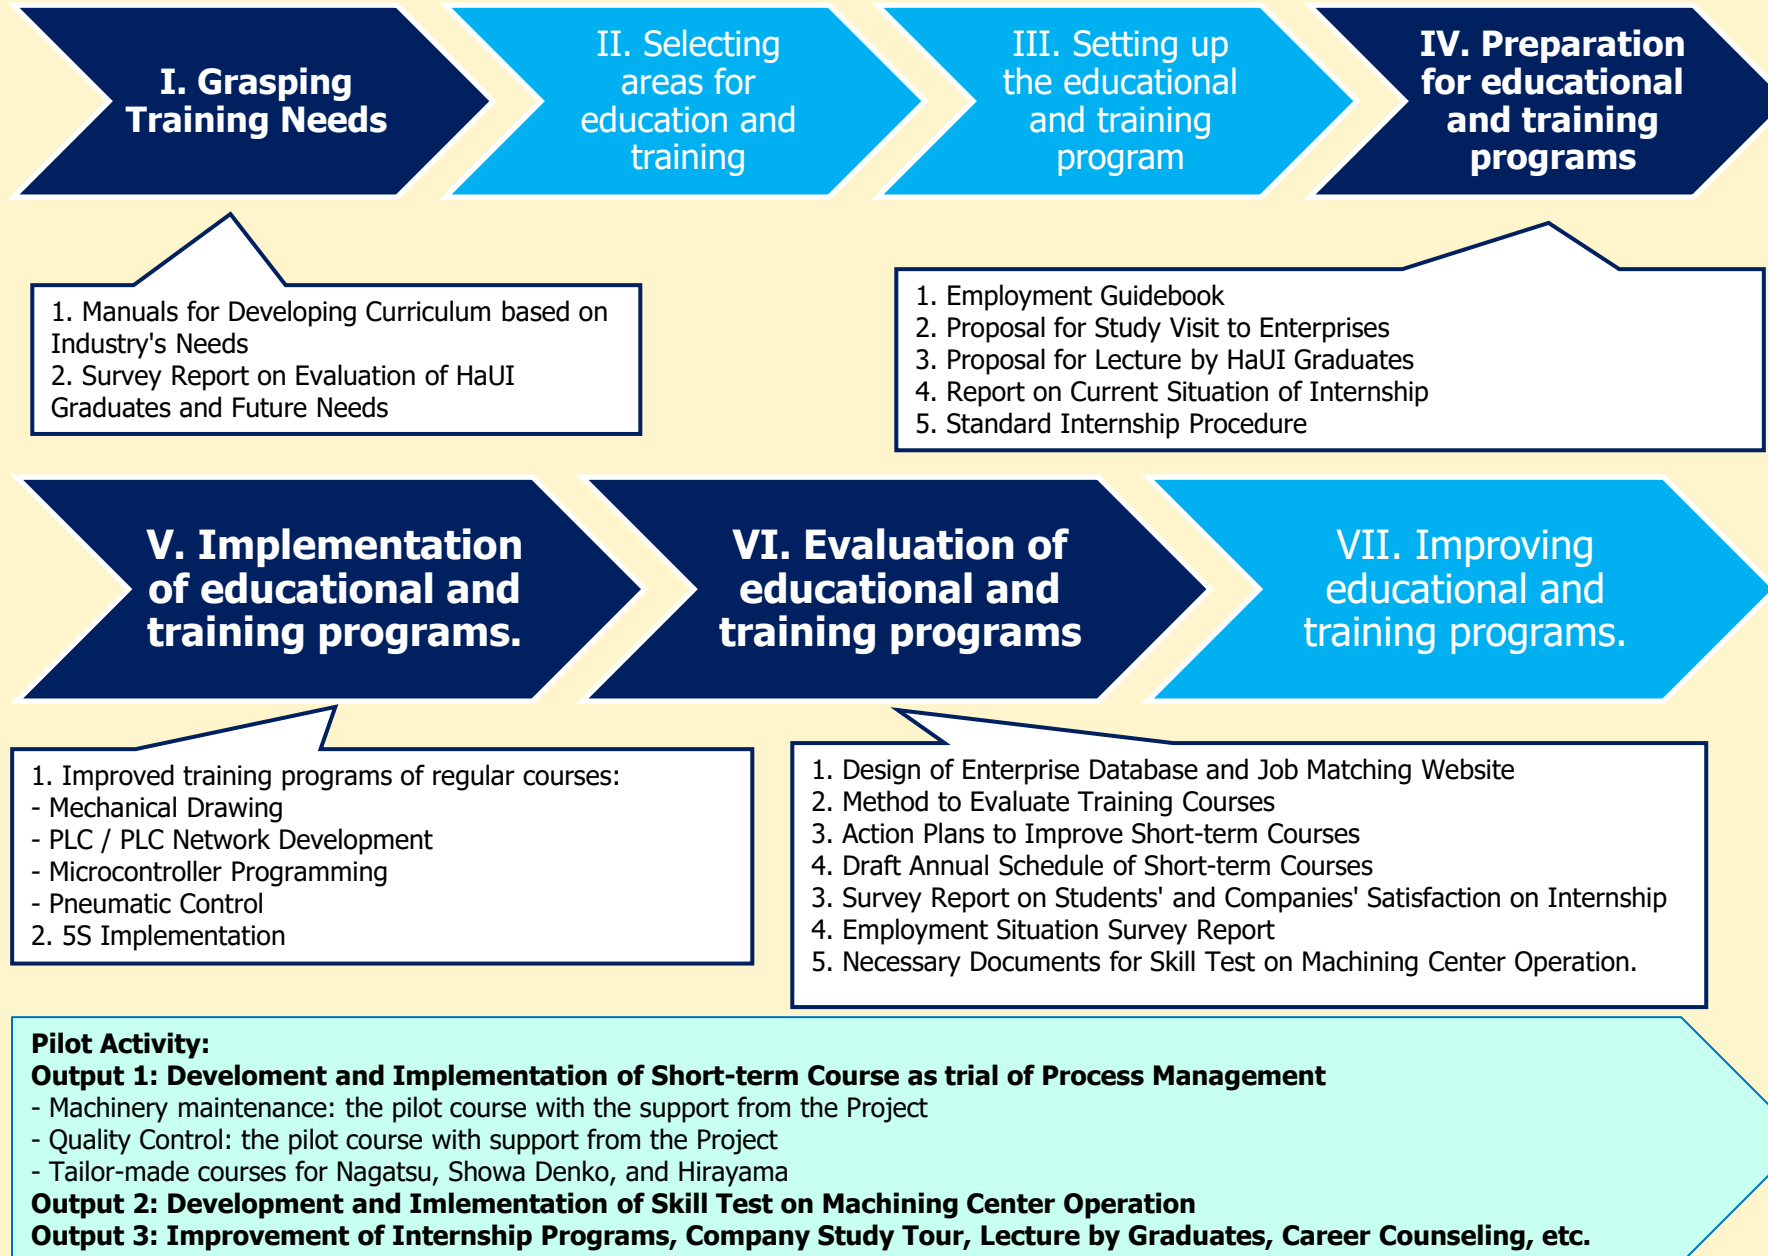 I. Grasping
Training Needs
II. Selecting
areas for
education and
training
III. Setting up
the educational
and training
program
IV. Preparation
for educational
and training
programs
1. Manuals for Developing Curriculum based on
Industry's Needs
2. Survey Report on Evaluation of HaUI
Graduates and Future Needs
1. Employment Guidebook
2. Proposal for Study Visit to Enterprises
3. Proposal for Lecture by HaUI Graduates
4. Report on Current Situation of Internship
5. Standard Internship Procedure
V. Implementation
of educational and
training programs.
VI. Evaluation of
educational and
training programs
VII. Improving
educational and
training programs.
1. Improved training programs of regular courses:
- Mechanical Drawing
- PLC / PLC Network Development
- Microcontroller Programming
- Pneumatic Control
2. 5S Implementation
1. Design of Enterprise Database and Job Matching Website
2. Method to Evaluate Training Courses
3. Action Plans to Improve Short-term Courses
4. Draft Annual Schedule of Short-term Courses
3. Survey Report on Students' and Companies' Satisfaction on Internship
4. Employment Situation Survey Report
5. Necessary Documents for Skill Test on Machining Center Operation.
Pilot Activity:
Output 1: Develoment and Implementation of Short-term Course as trial of Process Management
- Machinery maintenance: the pilot course with the support from the Project
- Quality Control: the pilot course with support from the Project
- Tailor-made courses for Nagatsu, Showa Denko, and Hirayama
Output 2: Development and Imlementation of Skill Test on Machining Center Operation
Output 3: Improvement of Internship Programs, Company Study Tour, Lecture by Graduates, Career Counseling, etc.